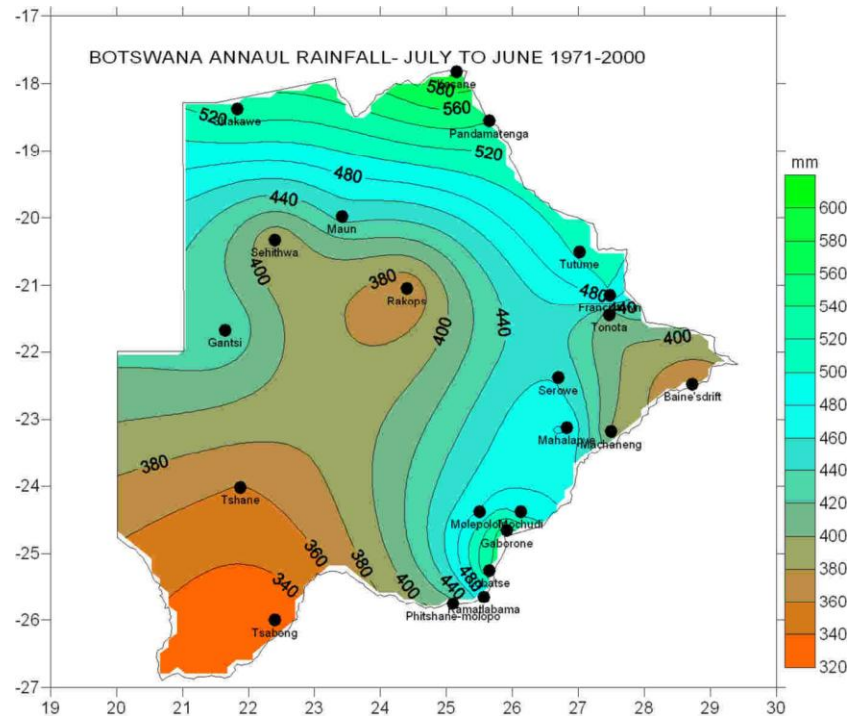 -17
BOTSWANA ANNAUL RAINFALL- JULY TO JUNE 1971-2000
-18
580
560
520
Pandamatenga
-19
520
480
mm
440
-20
Maun
600
Sehithwa
580
400
Tutume
560
-21
380
480
540
Rakops
440
520
Tonota
500
400
440
400
480
-22
Gantsi
460
Serowe
Baine'sdrift
440
-23
Mahalapye
Machaneng
420
380
400
-24
Tshane
380
Molepolole
Mochudi
360
360
Gaborone
340
-25
380
320
340
400
440
480
Phitshane-molopo
Ramatlabama
-26
Tsabong
-27
19 20 21 22 23 24 25 26 27 28 29 30